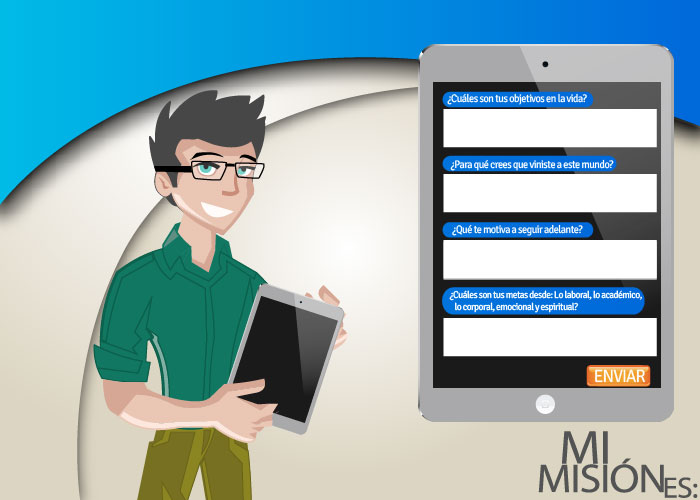 ¿Cuáles son tus objetivos en la vida?
¿Para qué crees que viniste a este mundo?
¿Qué te motiva a seguir adelante?
¿Cuáles son tus metas desde: Lo laboral, lo académico,
lo corporal, emocional y espiritual?
ENVIAR
MI
MISIÓN ES: